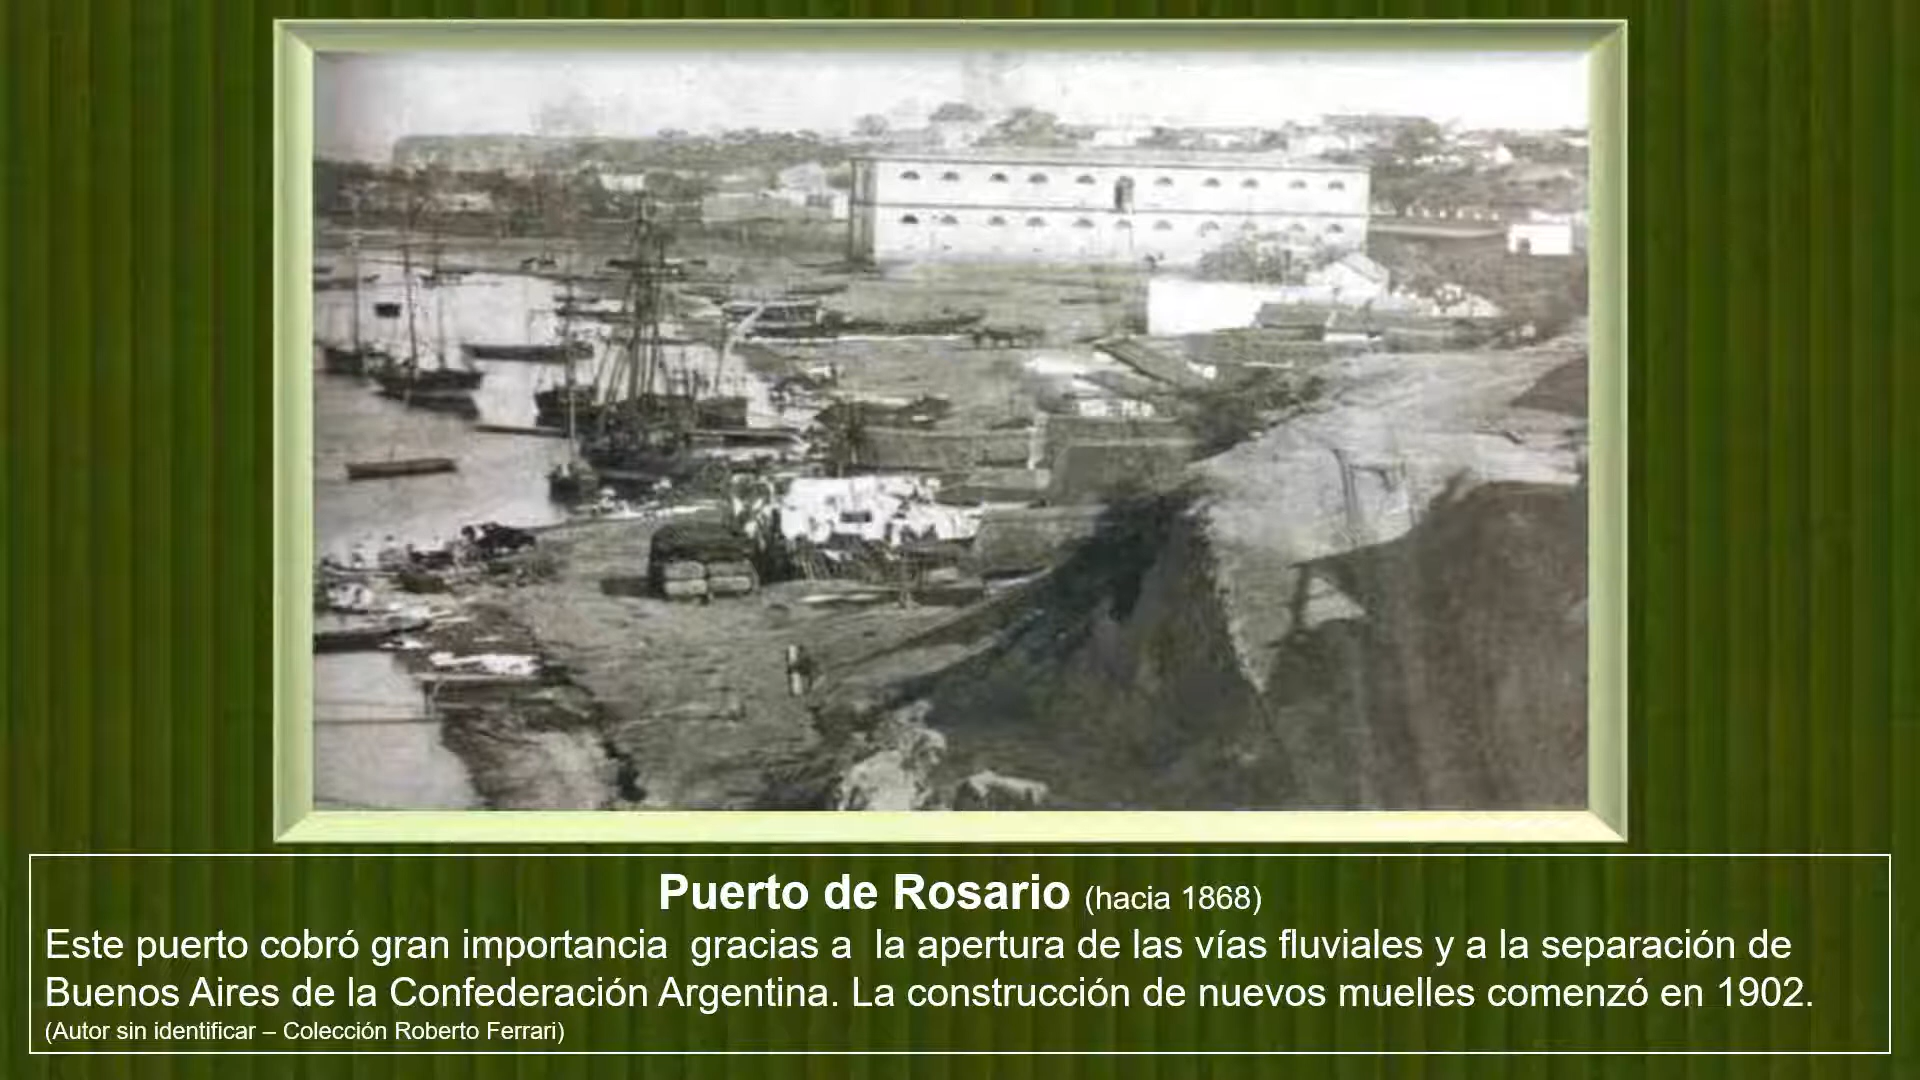 Puerto de Rosario (hacia 1868)
Este puerto cobró gran importancia  gracias a  la apertura de las vías fluviales y a la separación de
Buenos Aires de la Confederación Argentina. La construcción de nuevos muelles comenzó en 1902.
(Autor sin identificar – Colección Roberto Ferrari)